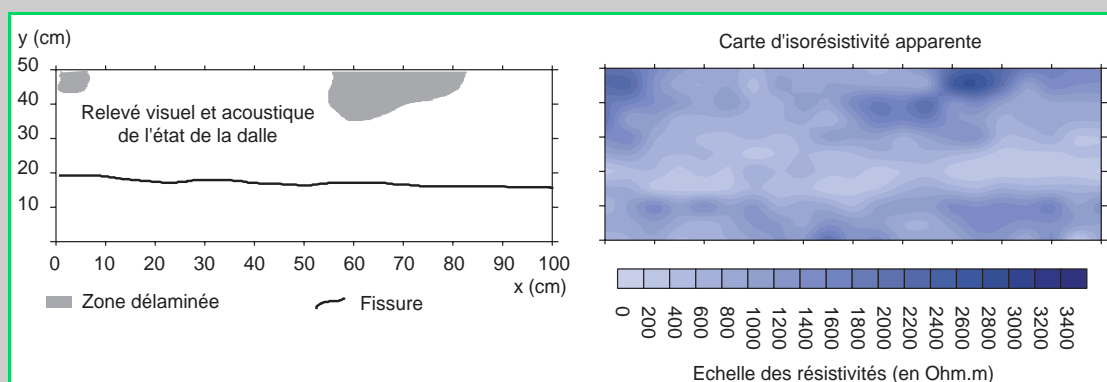 y (cm)
50
40
30
20
10
Relevé visuel et acoustique
de l'état de la dalle
0 10 20 30 40 50 60 70 80 90 100
x (cm)
Zone délaminée
Fissure
Carte d'isorésistivité apparente
0 200 400 600 800 1000 1200 1400 1600 1800 2000 2400 2600 2800 3000 3200 3400
Echelle des résistivités (en Ohm.m)